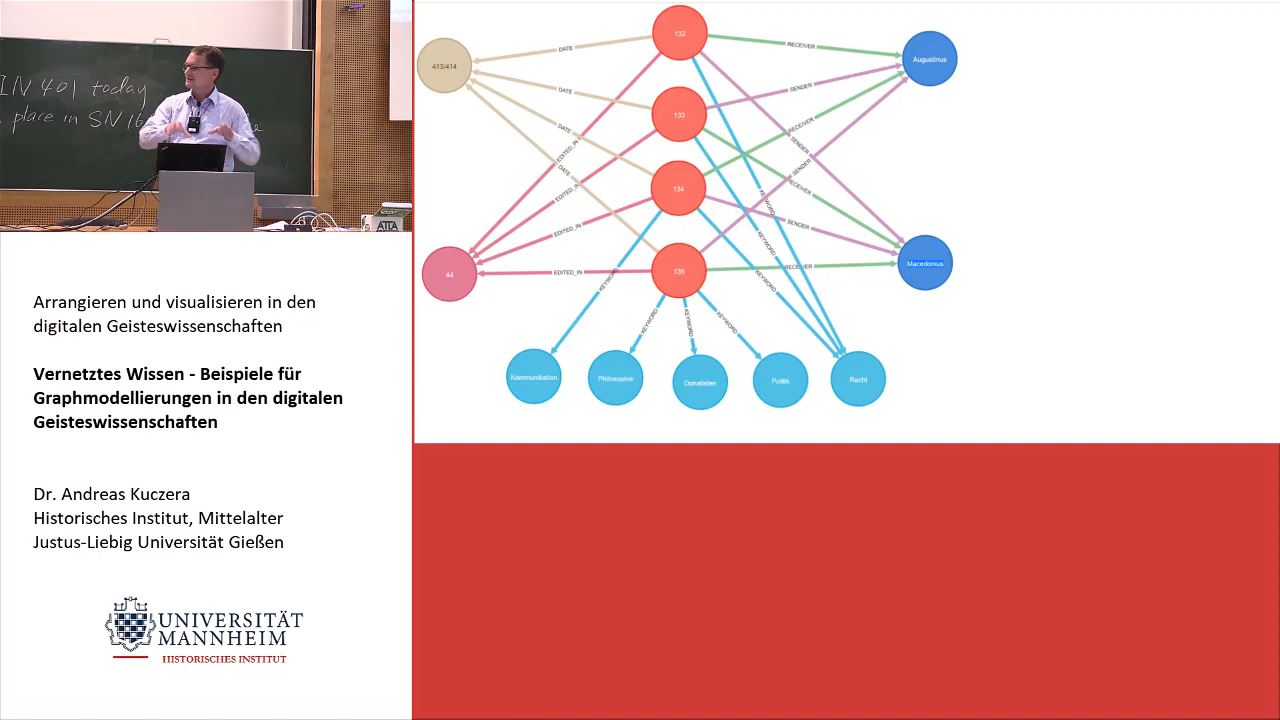 IN 401 today
place in SN 16
ATLA
Arrangieren und visualisieren in den
digitalen Geisteswissenschaften
Vernetztes Wissen - Beispiele für
Graphmodellierungen in den digitalen
Geisteswissenschaften
Dr. Andreas Kuczera
Historisches Institut, Mittelalter
Justus-Liebig Universität Gießen
UNIVERSITÄT
MANNHEIM
HISTORISCHES INSTITUT
132
413/414
Augustinus
133
134
135
44
Macedonius
DATE
DATE
DATE
DATE
RECEIVER
SENDER
RECEIVER
SENDER
SENDER
RECEIVER
SENDER
RECEIVER
EDITED_IN
EDITED_IN
EDITED_IN
EDITED_IN
KEYWORD
KEYWORD
KEYWORD
KEYWORD
KEYWORD
KEYWORD
KEYWORD
Kommunikation
Philosophie
Donatisten
Politik
Recht